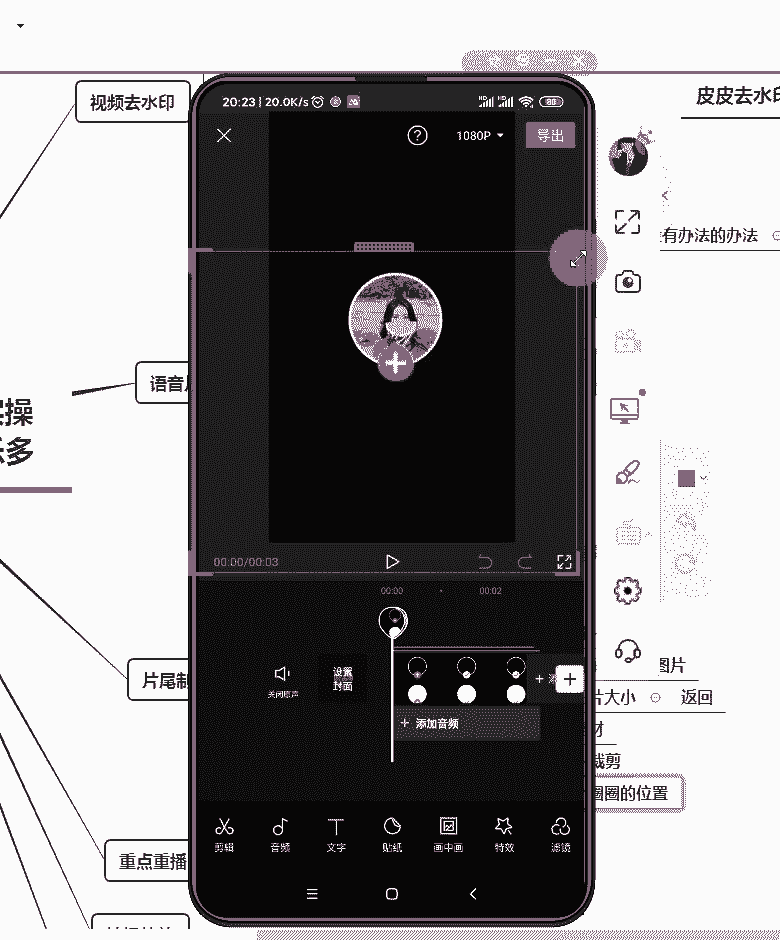 视频去水印
皮皮去水印
20:23 | 20.0K/s
1080P
导出
有办法的办法
语音
操
多
00:00/00:03
00:00
00:02
关闭原声
设置
封面
添加音频
图片
片大小
返回
材
裁剪
圈圈的位置
片尾制
重点重播
剪辑
音频
文字
贴纸
画中画
特效
滤镜